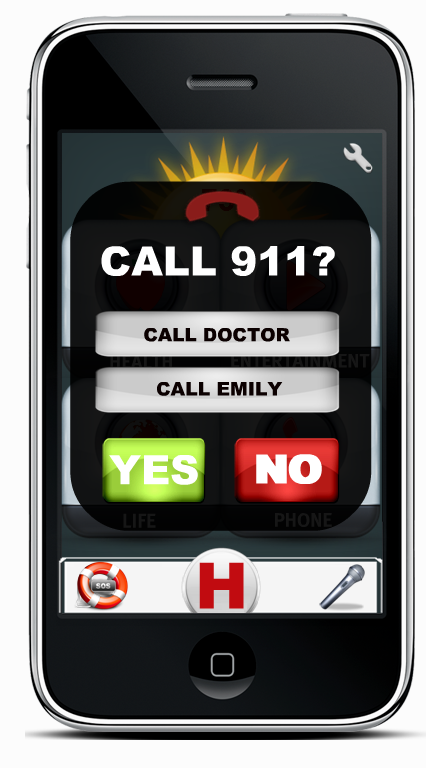 CALL 911?
CALL DOCTOR
HEALTH ENTERTAINMENT
CALL EMILY
YES NO
LIFE PHONE
SOS
H